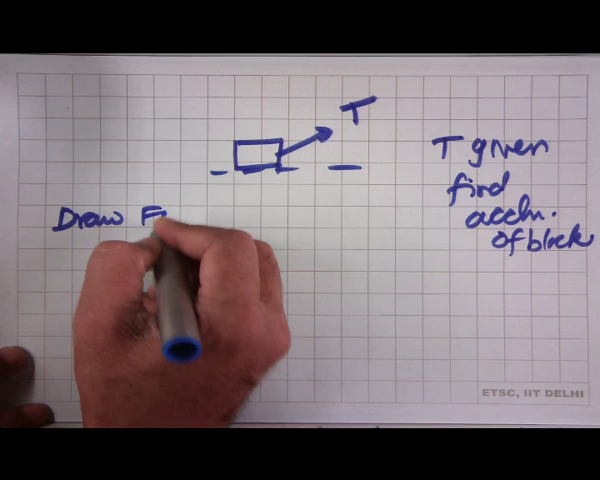 T
T given
find
accln.
of block
Draw F
ETSC, IIT DELHI